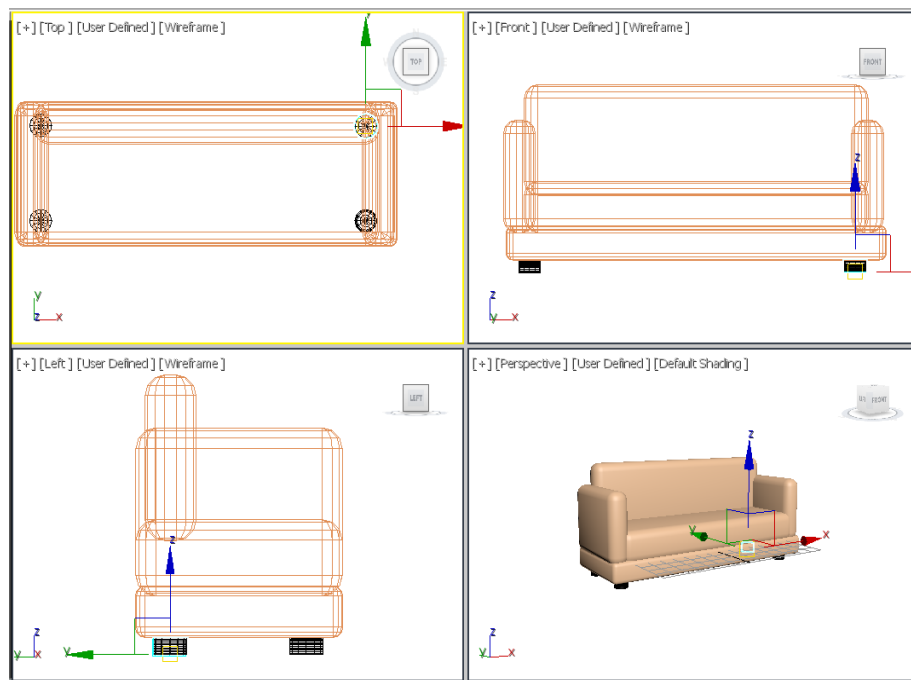 [+] [Top] [User Defined] [Wireframe]
y
TOP
y
z x
[+] [Front] [User Defined] [Wireframe]
FRONT
z
z
y x
[+] [Left] [User Defined] [Wireframe]
LEFT
z
y
z
y x
[+] [Perspective] [User Defined] [Default Shading]
FRONT
z
y x
z
y x